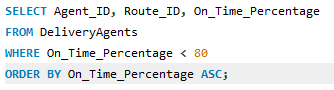 SELECT Agent_ID, Route_ID, On_Time_Percentage
FROM DeliveryAgents
WHERE On_Time_Percentage < 80
ORDER BY On_Time_Percentage ASC;